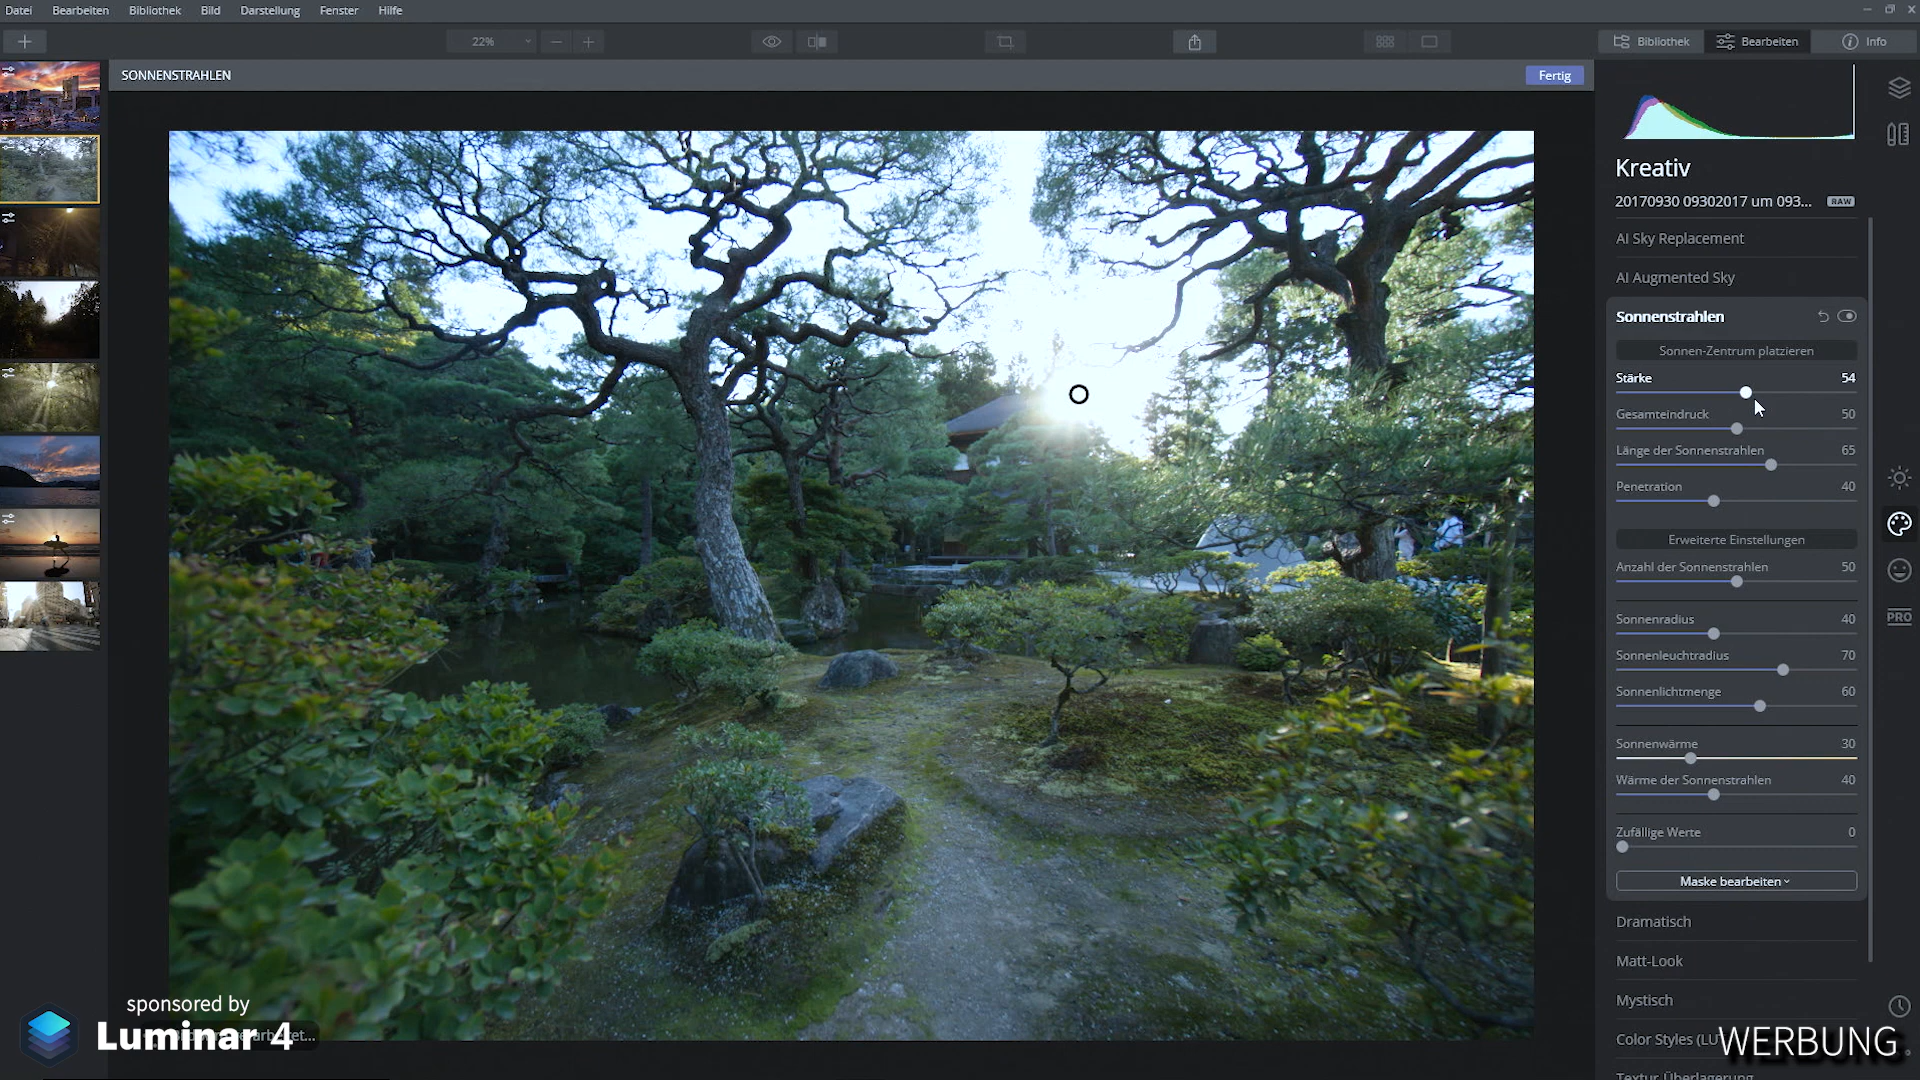 Datei Bearbeiten Bibliothek Bild Darstellung Fenster Hilfe
22%
Bibliothek Bearbeiten Info
SONNENSTRAHLEN
Fertig
Kreativ
20170930 09302017 um 093... RAW
AI Sky Replacement
AI Augmented Sky
Sonnenstrahlen
Sonnen-Zentrum platzieren
Stärke 54
Gesamteindruck 50
Länge der Sonnenstrahlen 65
Penetration 40
Erweiterte Einstellungen
Anzahl der Sonnenstrahlen 50
PRO
Sonnenradius 40
Sonnenleuchtradius 70
Sonnenlichtmenge 60
Sonnenwärme 30
Wärme der Sonnenstrahlen 40
Zufällige Werte 0
Maske bearbeiten
Dramatisch
Matt-Look
Mystisch
Color Styles (LU
Textur-Überlagerung
sponsored by
Luminar 4
WERBUNG